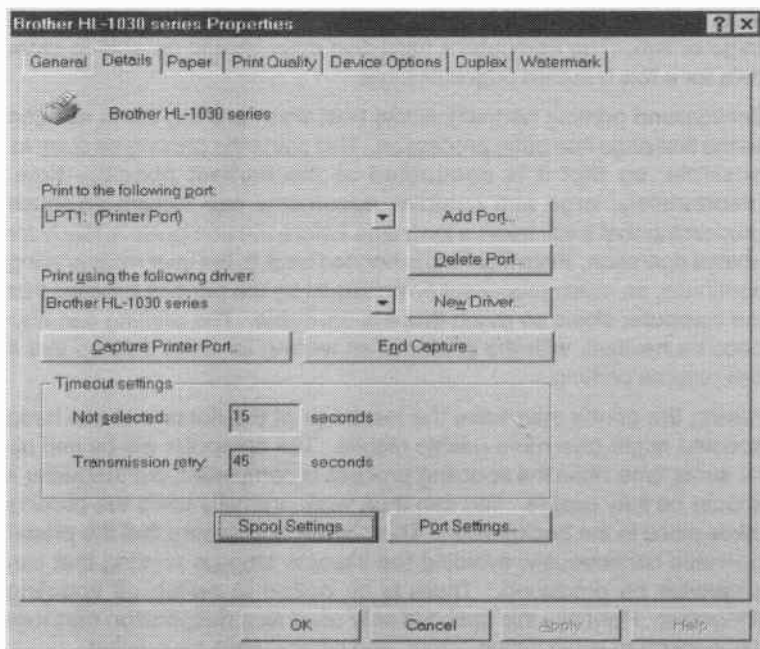 Brother HL-1030 series Properties
General Details Paper Print Quality Device Options Duplex Watermark
Brother HL-1030 series
Print to the following port:
LPT1: (Printer Port)
Add Port...
Delete Port...
Print using the following driver:
Brother HL-1030 series
New Driver...
Capture Printer Port... End Capture...
Timeout settings
Not selected: 15 seconds
Transmission retry: 45 seconds
Spool Settings... Port Settings...
OK Cancel Apply Help